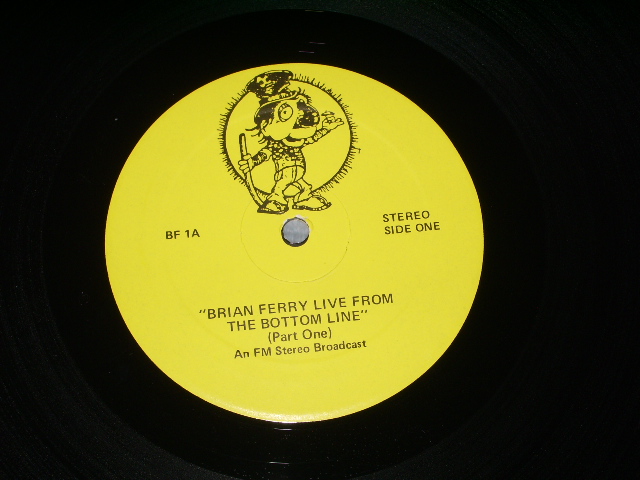 BF 1A
STEREO
SIDE ONE
"BRIAN FERRY LIVE FROM
THE BOTTOM LINE"
(Part One)
An FM Stereo Broadcast